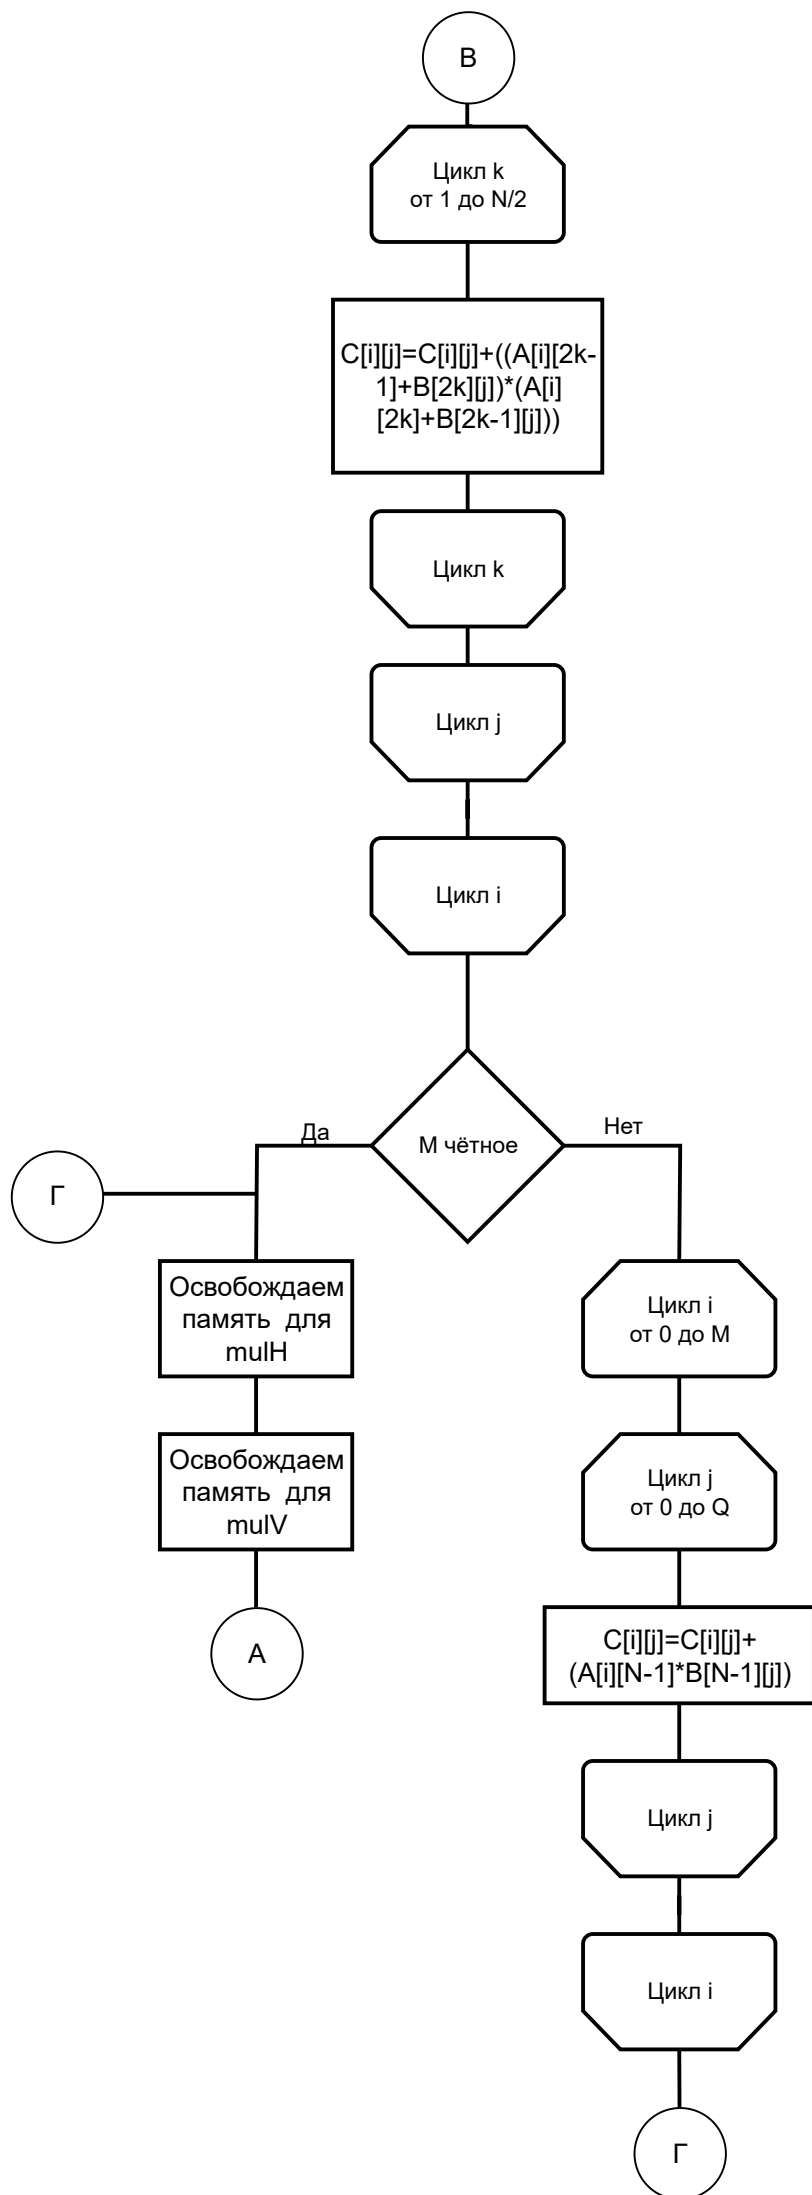 В
Цикл k
от 1 до N/2
C[i][j]=C[i][j]+((A[i][2k-
1]+B[2k][j])*(A[i]
[2k]+B[2k-1][j]))
Цикл k
Цикл j
Цикл i
М чётное
Да
Нет
Г
Освобождаем
память для
mulH
Освобождаем
память для
mulV
А
Цикл i
от 0 до M
Цикл j
от 0 до Q
C[i][j]=C[i][j]+
(A[i][N-1]*B[N-1][j])
Цикл j
Цикл i
Г